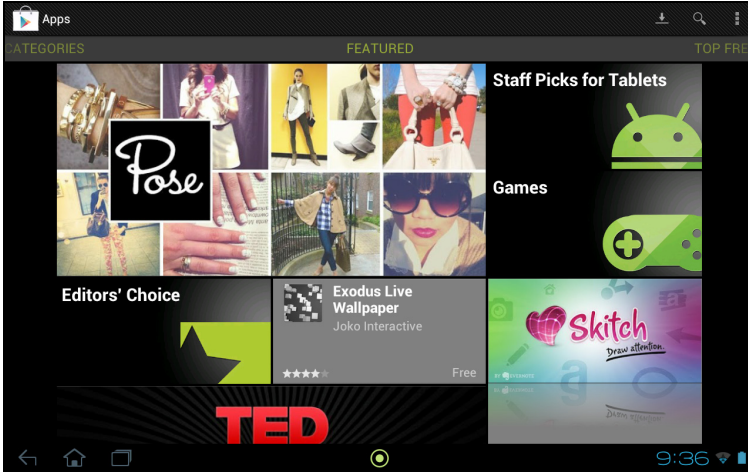 Apps
CATEGORIES
FEATURED
TOP FRE
Pose
Staff Picks for Tablets
Games
Editors' Choice
Exodus Live
Wallpaper
Joko Interactive
Free
Skitch
Draw attention.
TED
9:36